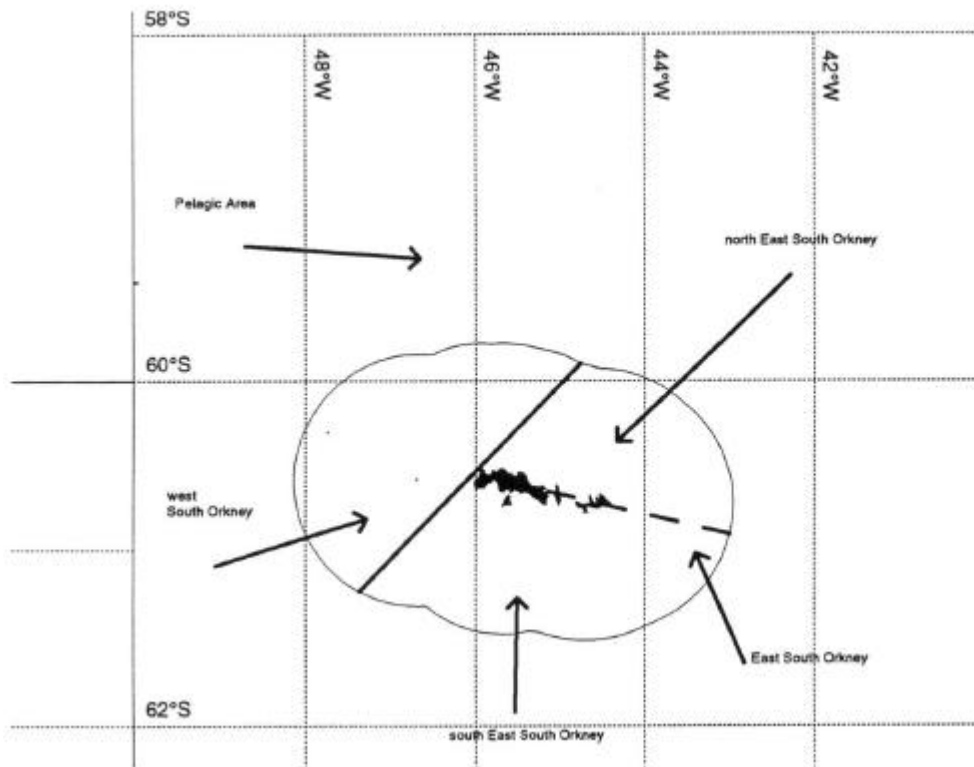 58°S
48°W
46°W
44°W
42°W
Pelagic Area
north East South Orkney
60°S
west
South Orkney
East South Orkney
62°S
south East South Orkney